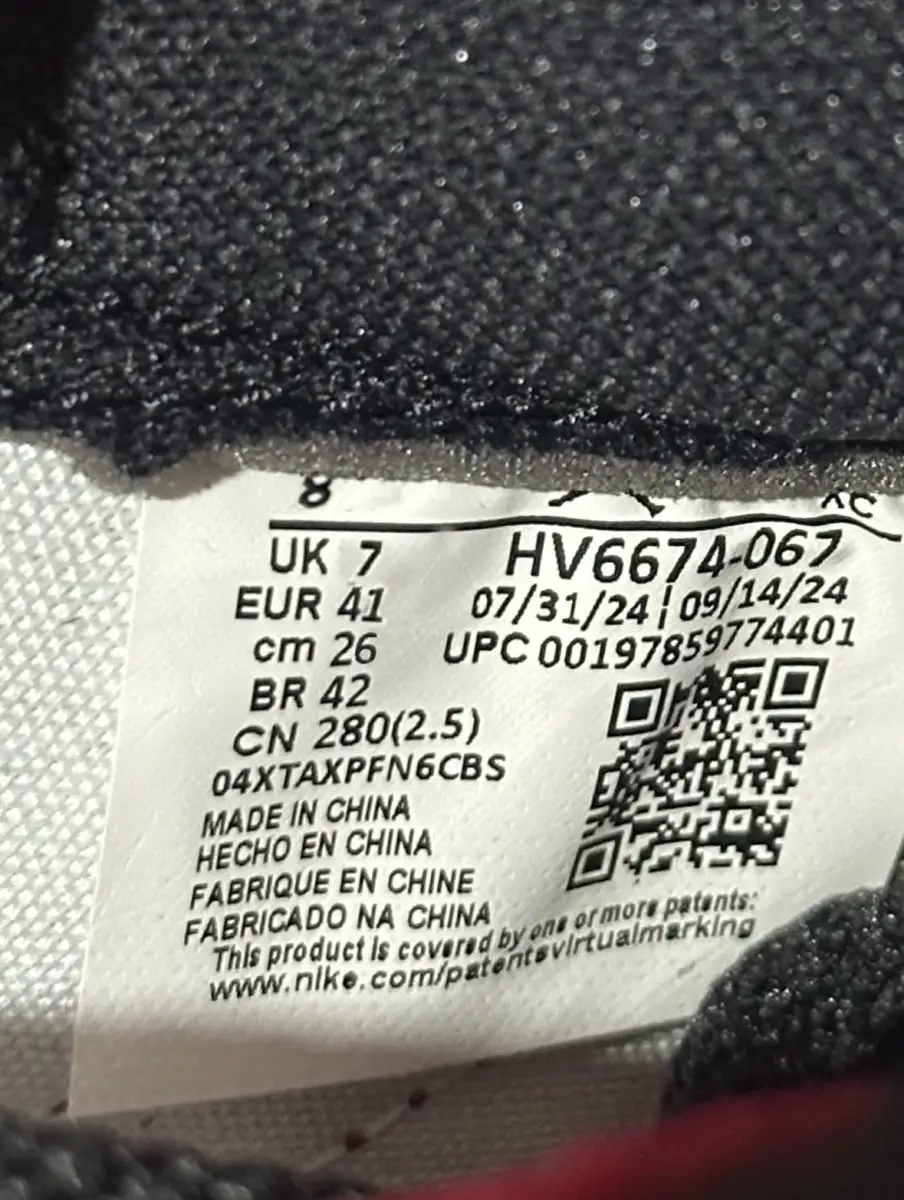 8 XC
UK 7 HV6674-067
EUR 41 07/31/24 | 09/14/24
cm 26 UPC 00197859774401
BR 42
CN 280(2.5)
04XTAXPFN6CBS
MADE IN CHINA
HECHO EN CHINA
FABRIQUE EN CHINE
FABRICADO NA CHINA
This product is covered by one or more patents:
www.nike.com/patentsvirtualmarking